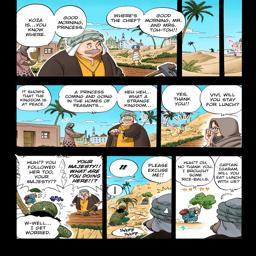 GOOD
MORNING,
PRINCESS.
KOZA
IS...YOU
KNOW
WHERE.
WHERE'S
THE CHIEF?
GOOD
MORNING, MR.
AND MRS.
TOH-TOH!!
IT SHOWS
THAT THE
KINGDOM IS
AT PEACE.
A PRINCESS
COMING AND GOING
IN THE HOMES OF
PEASANTS...
HEH HEH...
WHAT A
STRANGE
KINGDOM...
YES,
THANK
YOU!!
VIVI, WILL YOU
STAY FOR
LUNCH?
HUH!? YOU
FOLLOWED
HER TOO,
YOUR
MAJESTY!?
W-WELL...
I GET
WORRIED.
YOUR
MAJESTY!!
WHAT ARE
YOU DOING
HERE!!?
!!
PLEASE
EXCUSE
ME!!
HUH? OH,
NO THANK YOU,
I BROUGHT
SOME
RICE-BALLS.
CAPTAIN
IGARAM,
WILL YOU
EAT LUNCH
WITH US?